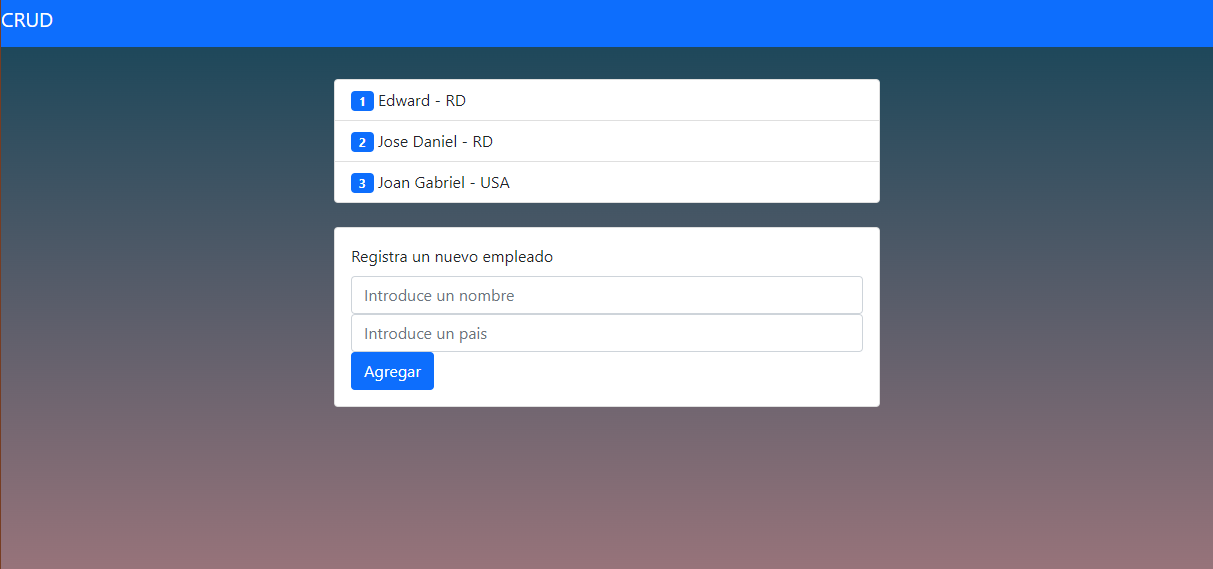 CRUD
1 Edward - RD
2 Jose Daniel - RD
3 Joan Gabriel - USA
Registra un nuevo empleado
Introduce un nombre
Introduce un pais
Agregar